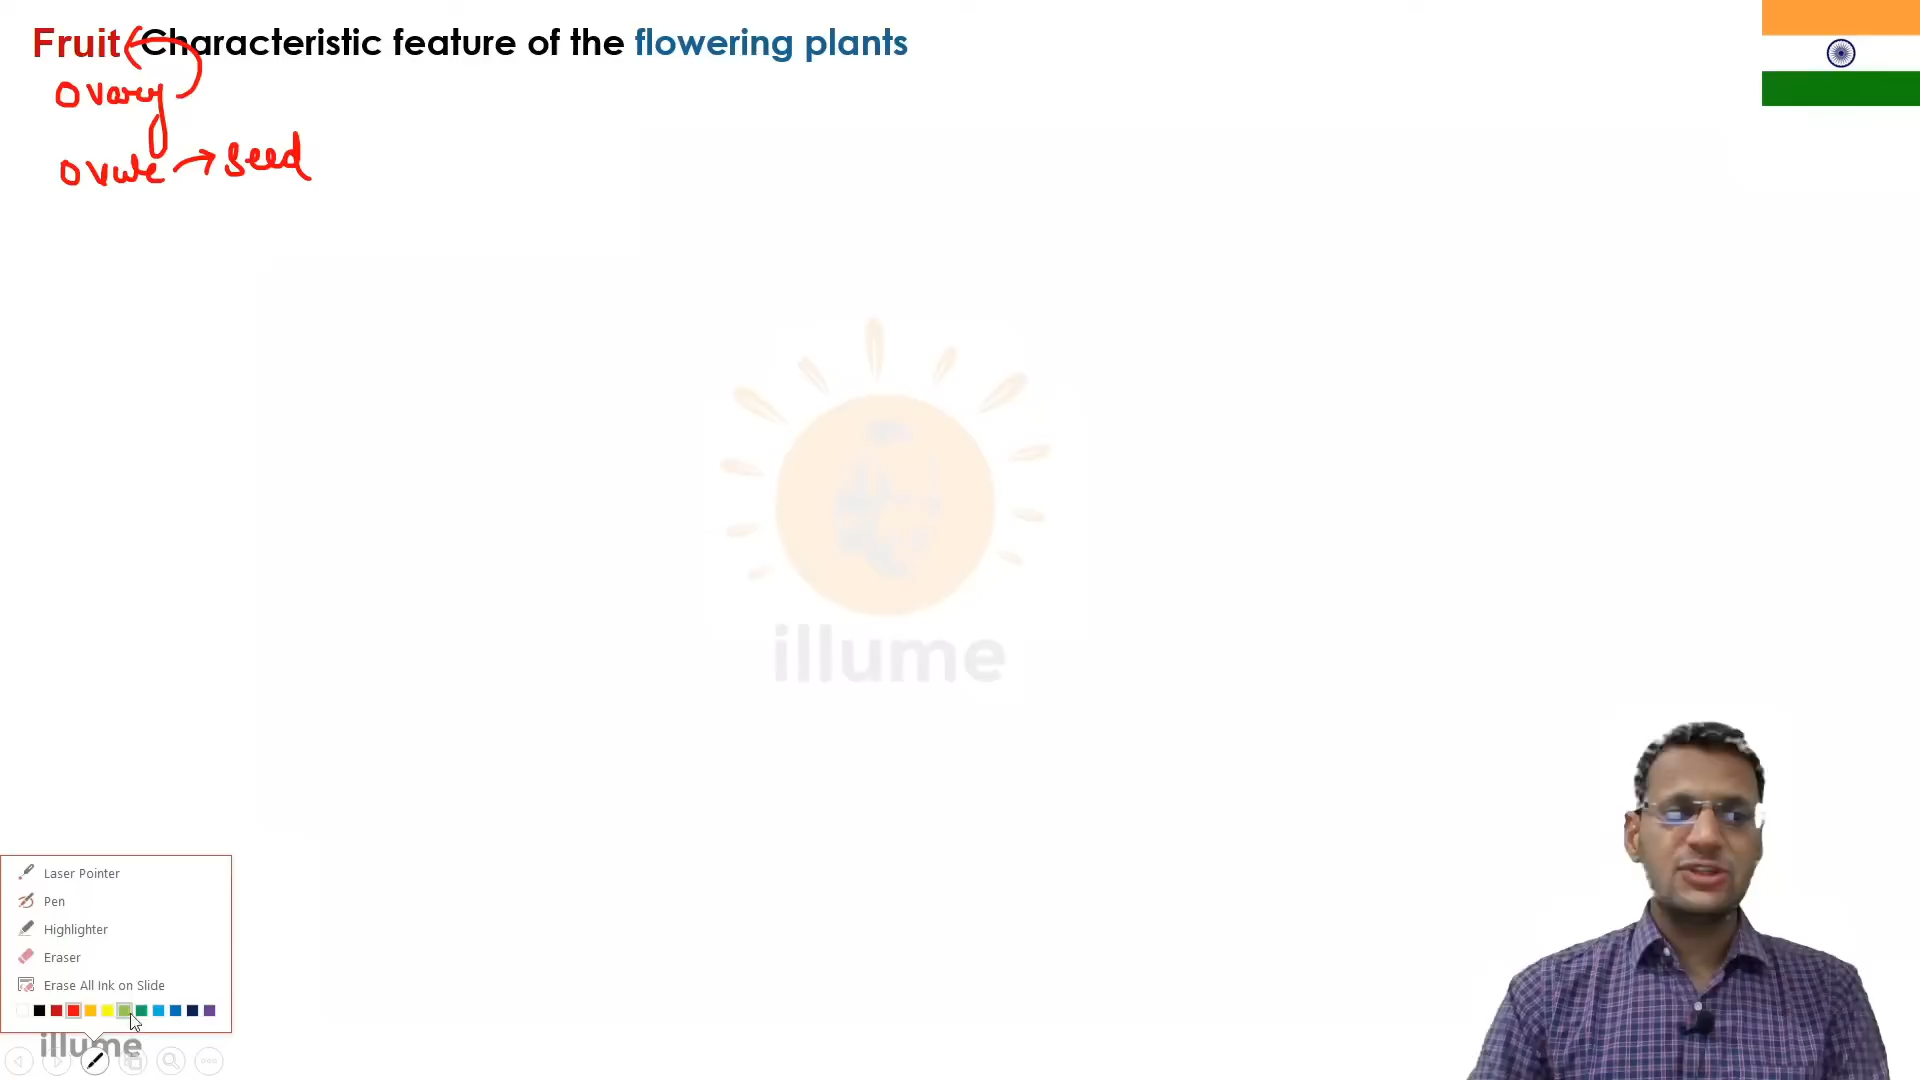 Fruit Characteristic feature of the flowering plants
Ovary
Ovule → seed
illume
Laser Pointer
Pen
Highlighter
Eraser
Erase All Ink on Slide
illume